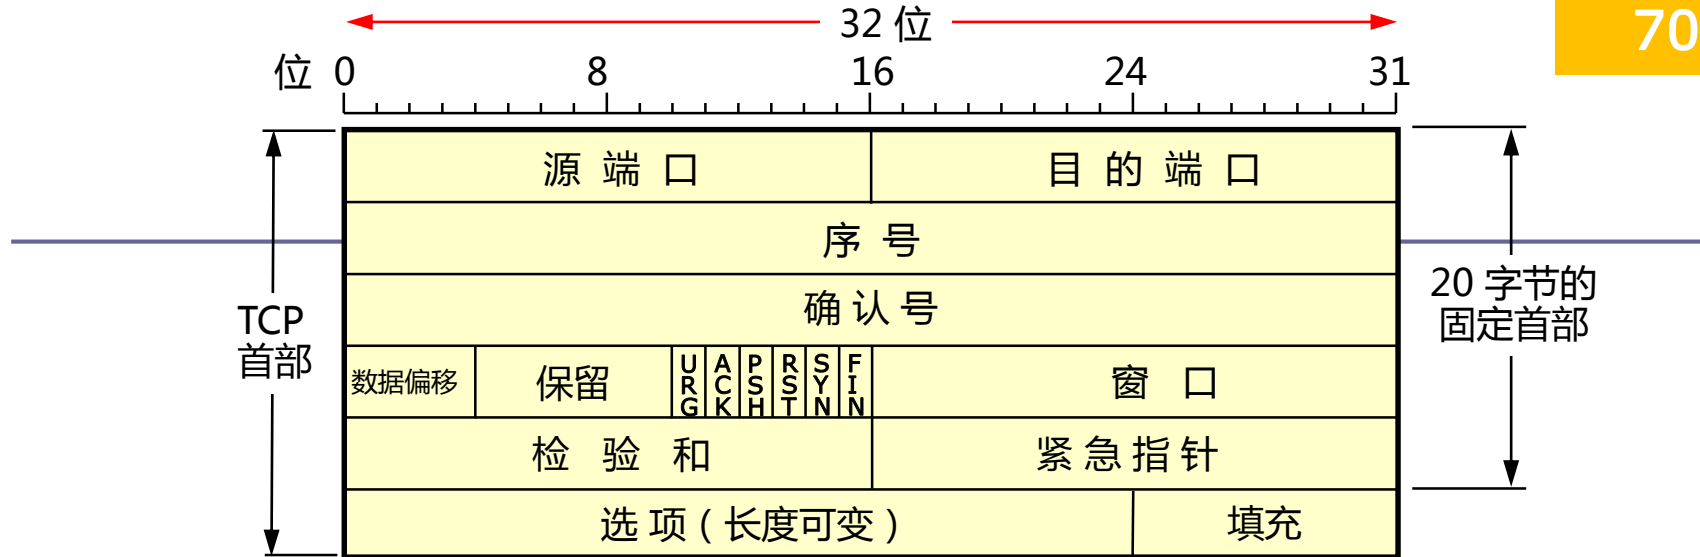 70
32 位
位 0 8 16 24 31
源 端 口 目 的 端 口
序 号
确 认 号
TCP
首部
20 字节的
固定首部
数据偏移 保留 URG ACK PSH RST SYN FIN 窗 口
检 验 和 紧 急 指 针
选 项 ( 长度可变 ) 填充